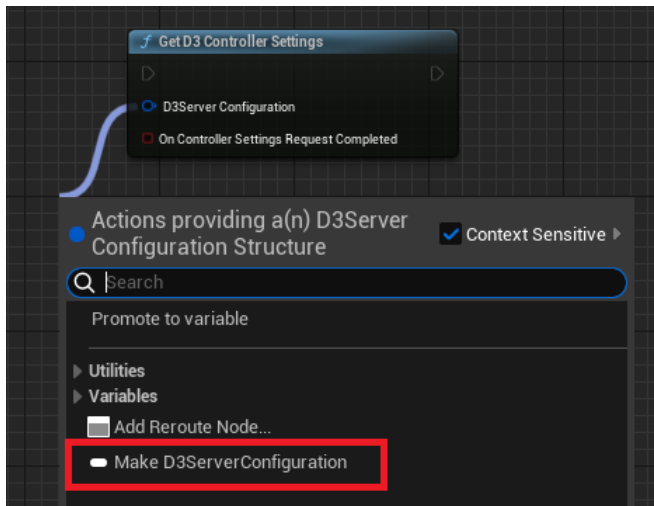 f Get D3 Controller Settings
D3Server Configuration
On Controller Settings Request Completed
Actions providing a(n) D3Server
Configuration Structure
Context Sensitive
Search
Promote to variable
Utilities
Variables
Add Reroute Node...
Make D3ServerConfiguration